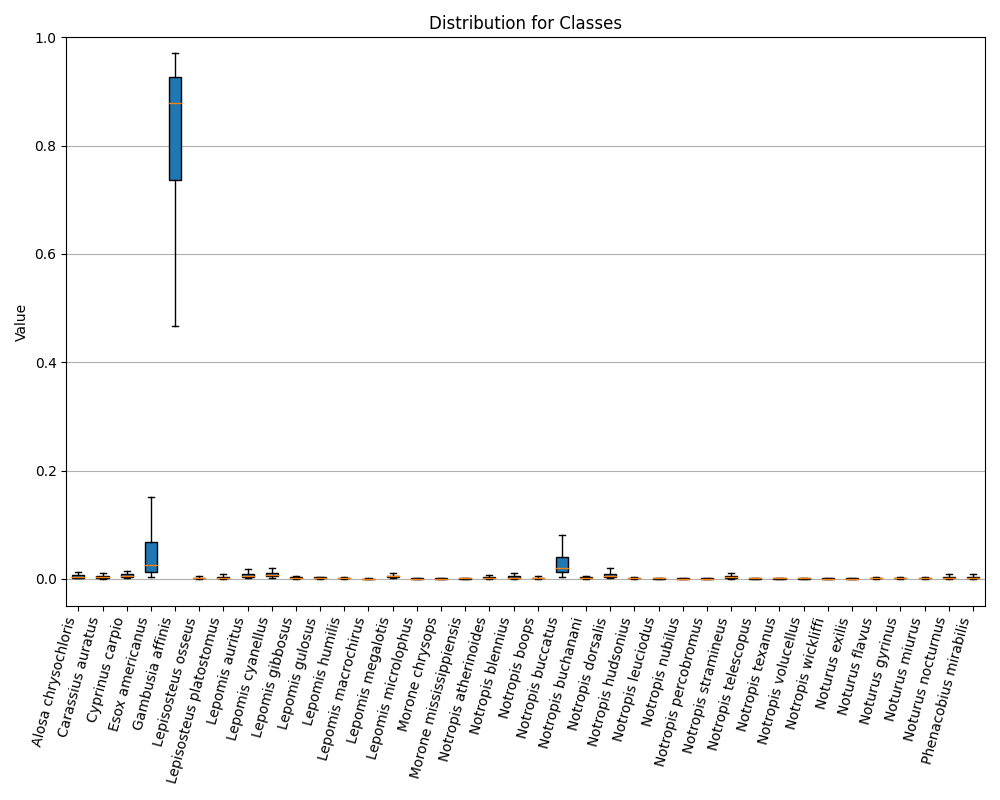 Distribution for Classes
Value
1.0
0.8
0.6
0.4
0.2
0.0
Alosa chrysochloris
Carassius auratus
Cyprinus carpio
Esox americanus
Gambusia affinis
Lepisosteus osseus
Lepisosteus platostomus
Lepomis auritus
Lepomis cyanellus
Lepomis gibbosus
Lepomis gulosus
Lepomis humilis
Lepomis macrochirus
Lepomis megalotis
Lepomis microlophus
Morone chrysops
Morone mississippiensis
Notropis atherinoides
Notropis blennius
Notropis boops
Notropis buccatus
Notropis buchanani
Notropis dorsalis
Notropis hudsonius
Notropis leuciodus
Notropis nubilus
Notropis percobromus
Notropis stramineus
Notropis telescopus
Notropis texanus
Notropis volucellus
Notropis wickliffi
Noturus exilis
Noturus flavus
Noturus gyrinus
Noturus miurus
Noturus nocturnus
Phenacobius mirabilis